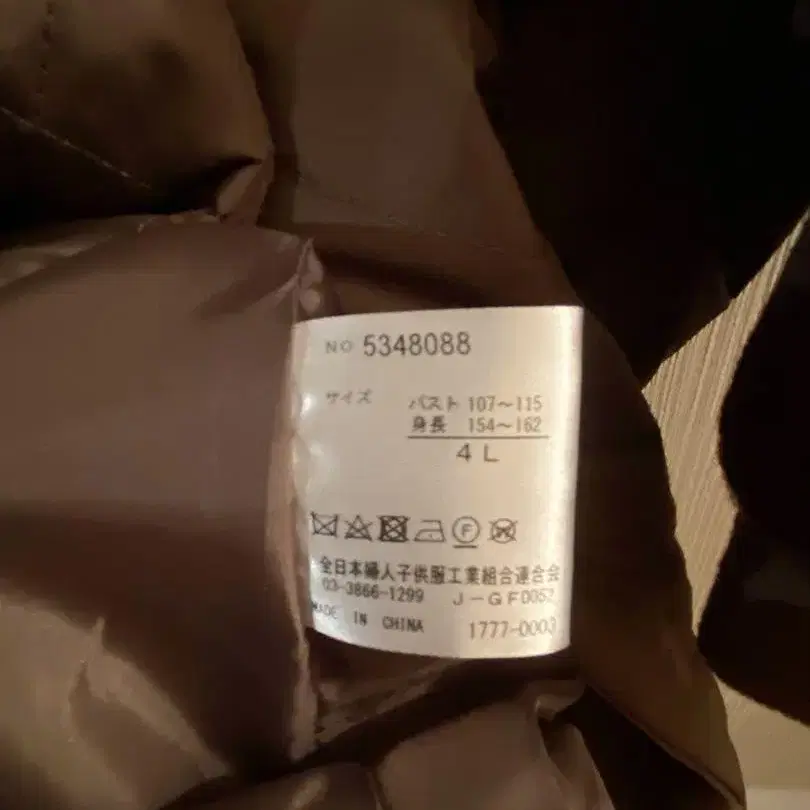 NO 5348088
サイズ バスト 107～115
身長 154～162
4L
全日本婦人子供服工業組合連合会
03-3866-1299 J-GF0052
MADE IN CHINA 1777-0003